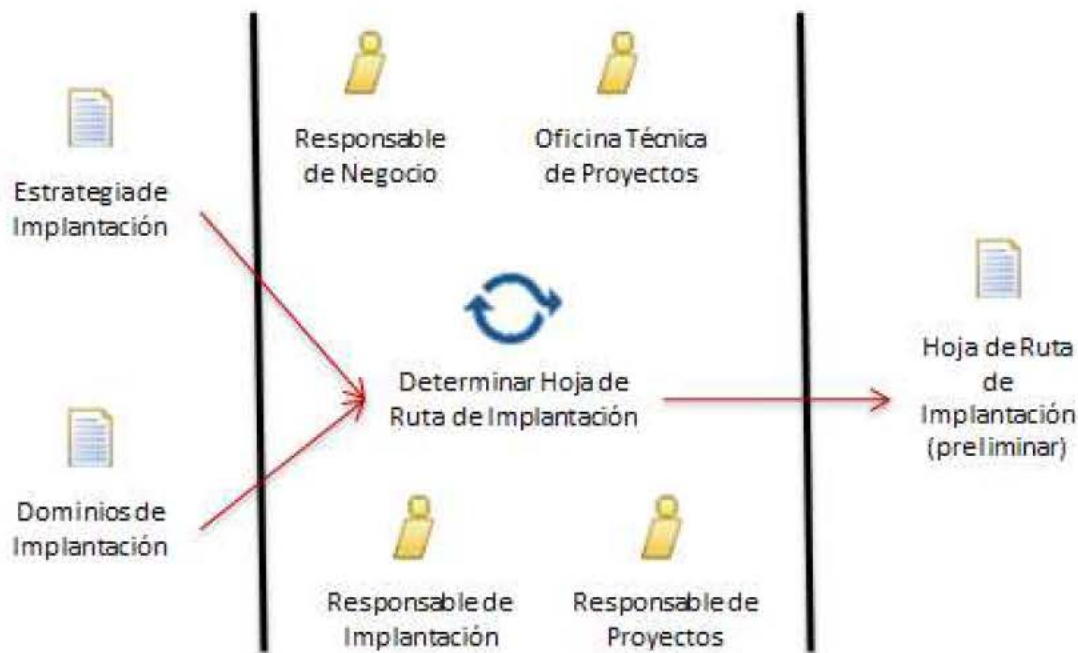 Estrategia de
Implantación
Dominios de
Implantación
Responsable
de Negocio
Oficina Técnica
de Proyectos
Determinar Hoja de
Ruta de Implantación
Responsable de
Implantación
Responsable de
Proyectos
Hoja de Ruta
de
Implantación
(preliminar)